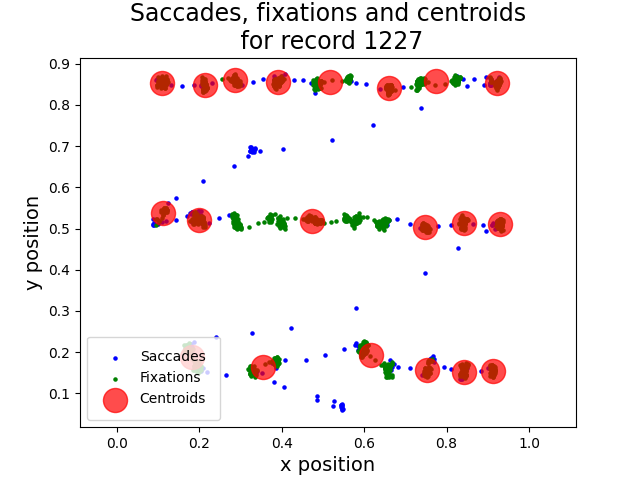 Saccades, fixations and centroids
for record 1227
0.9
0.8
0.7
0.6
0.5
0.4
0.3
0.2
0.1
y position
Saccades
Fixations
Centroids
0.0
0.2
0.4
0.6
0.8
1.0
x position